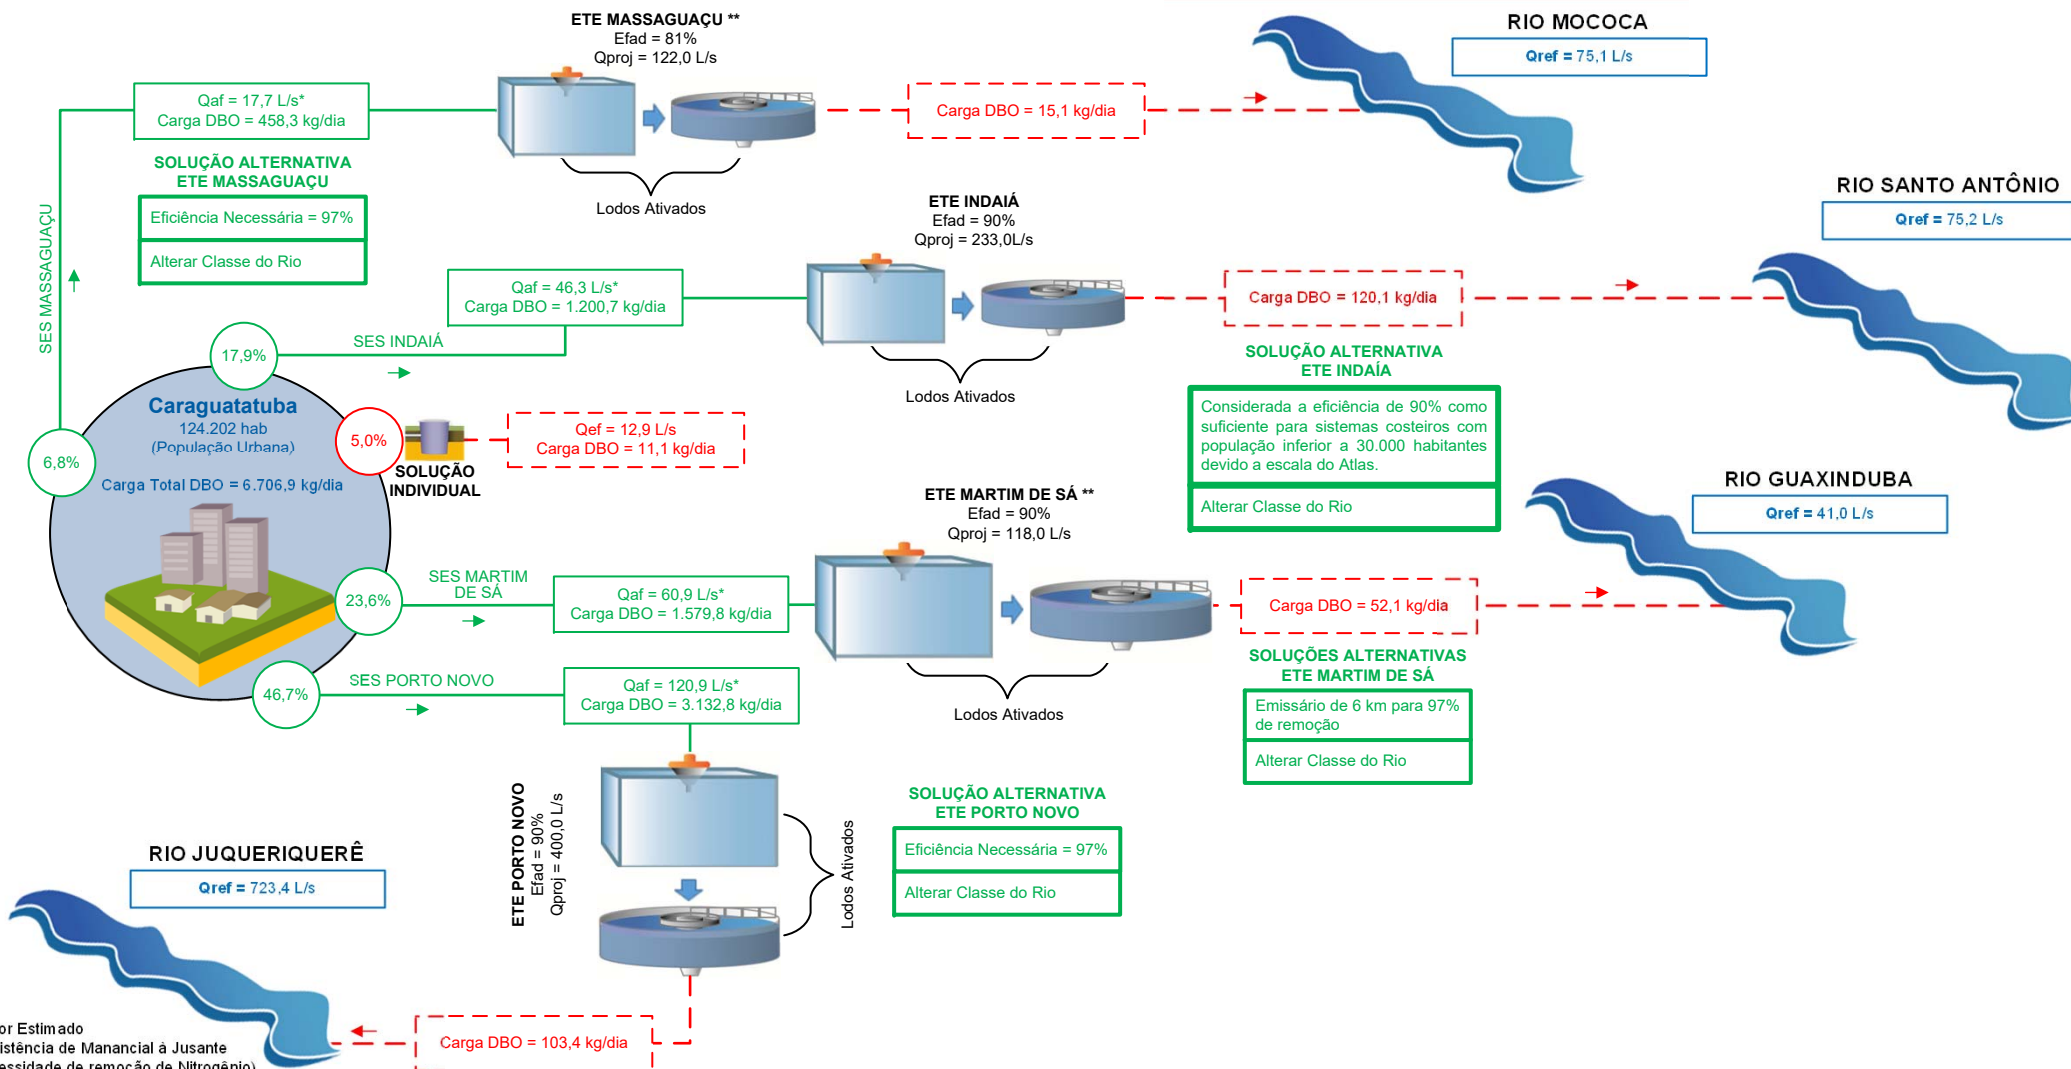 ETE MASSAGUAÇU **
Efad = 81%
Qproj = 122,0 L/s
RIO MOCOCA
Qref = 75,1 L/s
Qaf = 17,7 L/s*
Carga DBO = 458,3 kg/dia
Carga DBO = 15,1 kg/dia
SOLUÇÃO ALTERNATIVA
ETE MASSAGUAÇU
Eficiência Necessária = 97%
Alterar Classe do Rio
Lodos Ativados
SES MASSAGUAÇU
RIO SANTO ANTÔNIO
Qref = 75,2 L/s
ETE INDAIÁ
Efad = 90%
Qproj = 233,0L/s
Qaf = 46,3 L/s*
Carga DBO = 1.200,7 kg/dia
Carga DBO = 120,1 kg/dia
17,9%
SES INDAIÁ
Lodos Ativados
SOLUÇÃO ALTERNATIVA
ETE INDAÍA
Considerada a eficiência de 90% como
suficiente para sistemas costeiros com
população inferior a 30.000 habitantes
devido a escala do Atlas.
Alterar Classe do Rio
Caraguatatuba
124.202 hab
(População Urbana)
Carga Total DBO = 6.706,9 kg/dia
6,8%
5,0%
SOLUÇÃO
INDIVIDUAL
Qef = 12,9 L/s
Carga DBO = 11,1 kg/dia
ETE MARTIM DE SÁ **
Efad = 90%
Qproj = 118,0 L/s
RIO GUAXINDUBA
Qref = 41,0 L/s
23,6%
SES MARTIM
DE SÁ
Qaf = 60,9 L/s*
Carga DBO = 1.579,8 kg/dia
Carga DBO = 52,1 kg/dia
Lodos Ativados
SOLUÇÕES ALTERNATIVAS
ETE MARTIM DE SÁ
Emissário de 6 km para 97%
de remoção
Alterar Classe do Rio
46,7%
SES PORTO NOVO
Qaf = 120,9 L/s*
Carga DBO = 3.132,8 kg/dia
ETE PORTO NOVO
Efad = 90%
Qproj = 400,0 L/s
Lodos Ativados
SOLUÇÃO ALTERNATIVA
ETE PORTO NOVO
Eficiência Necessária = 97%
Alterar Classe do Rio
RIO JUQUERIQUERÊ
Qref = 723,4 L/s
Carga DBO = 103,4 kg/dia
or Estimado
istência de Manancial à Jusante
essidade de remoção de Nitrogênio)